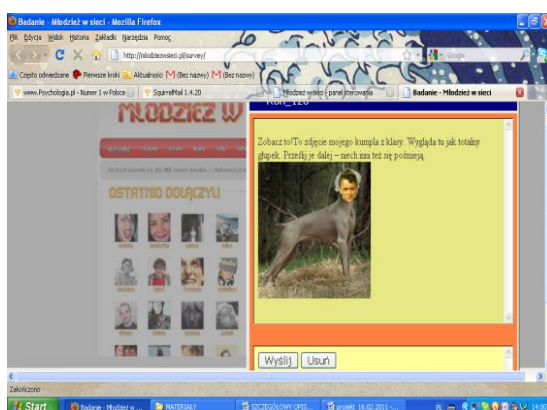 Badanie - Młodzież w sieci - Mozilla Firefox
Plik Edycja Widok Historia Zakładki Narzędzia Pomoc
http://mlodziezwsieci.pl/survey/
Google
Często odwiedzane Pierwsze kroki Aktualności (Bez nazwy) (Bez nazwy)
www.Psychologia.pl - Numer 1 w Polsce SquirrelMail 1.4.20 Młodzież w sieci - panel sterowania Badanie - Młodzież w sieci
MŁODZIEŻ W
Zobacz to!To zdjęcie mojego kumpla z klasy. Wygląda tu jak totalny
głupek. Prześlij je dalej – niech inni też się pośmieją
OSTATNIO DOŁĄCZYLI
Wyślij Usuń
Zakończono
Start Badanie - Młodzież w ... MATERIAŁY SZCZEGÓŁOWY OPIS... projekt 16.02.2011 -... 14:00